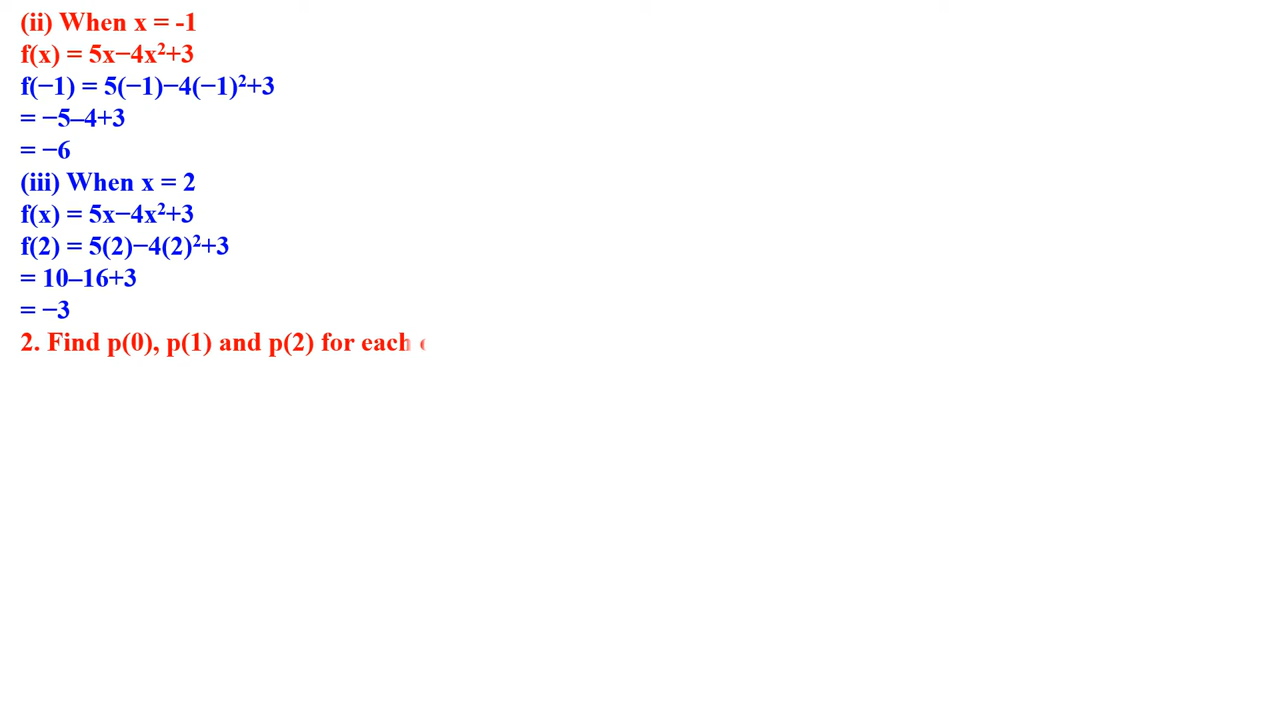 (ii) When x = -1
f(x) = 5x−4x²+3
f(−1) = 5(−1)−4(−1)²+3
= −5–4+3
= −6
(iii) When x = 2
f(x) = 5x−4x²+3
f(2) = 5(2)−4(2)²+3
= 10–16+3
= −3
2. Find p(0), p(1) and p(2) for each